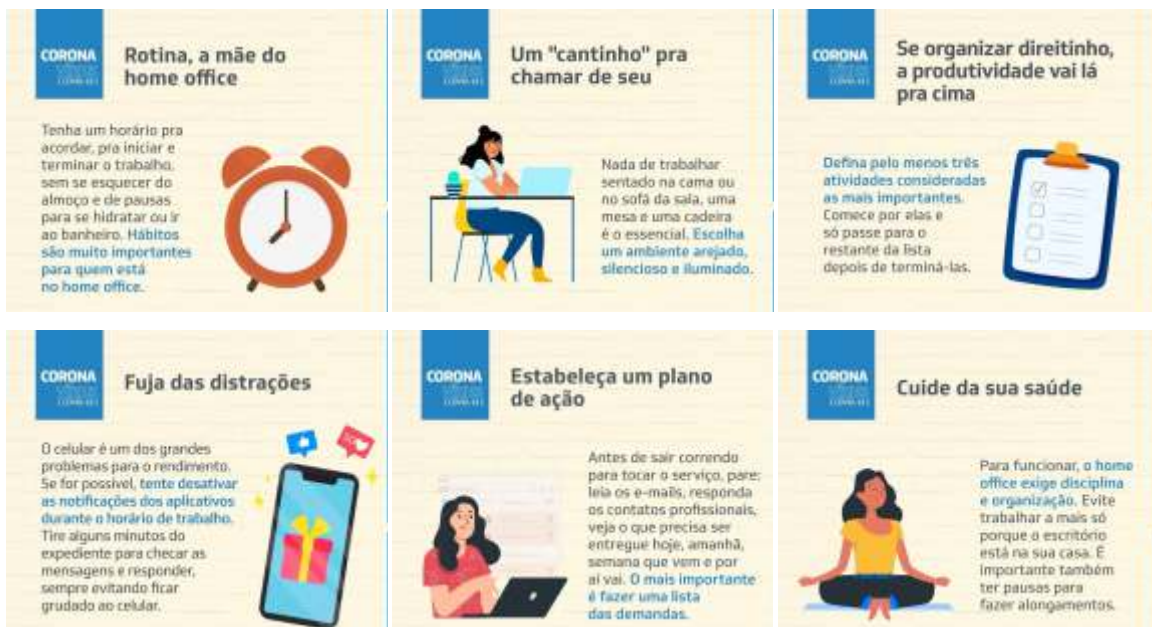 CORONA
Rotina, a mãe do
home office
Tenha um horário pra
acordar, pra iniciar e
terminar o trabalho,
sem se esquecer do
almoço e de pausas
para se hidratar ou ir
ao banheiro. Hábitos
são muito importantes
para quem está
no home office.
CORONA
Um "cantinho" pra
chamar de seu
Nada de trabalhar
sentado na cama ou
no sofá da sala, uma
mesa e uma cadeira
é o essencial. Escolha
um ambiente arejado,
silencioso e iluminado.
CORONA
Se organizar direitinho,
a produtividade vai lá
pra cima
Defina pelo menos três
atividades consideradas
as mais importantes.
Comece por elas e
só passe para o
restante da lista
depois de terminá-las.
CORONA
Fuja das distrações
O celular é um dos grandes
problemas para o rendimento.
Se for possível, tente desativar
as notificações dos aplicativos
durante o horário de trabalho.
Tire alguns minutos do
expediente para checar as
mensagens e responder,
sempre evitando ficar
grudado ao celular.
CORONA
Estabeleça um plano
de ação
Antes de sair correndo
para tocar o serviço, pare:
leia os e-mails, responda
os contatos profissionais,
veja o que precisa ser
entregue hoje, amanhã,
semana que vem e por
aí vai. O mais importante
é fazer uma lista
das demandas.
CORONA
Cuide da sua saúde
Para funcionar, o home
office exige disciplina
e organização. Evite
trabalhar a mais só
porque o escritório
está na sua casa. É
importante também
ter pausas para
fazer alongamentos.